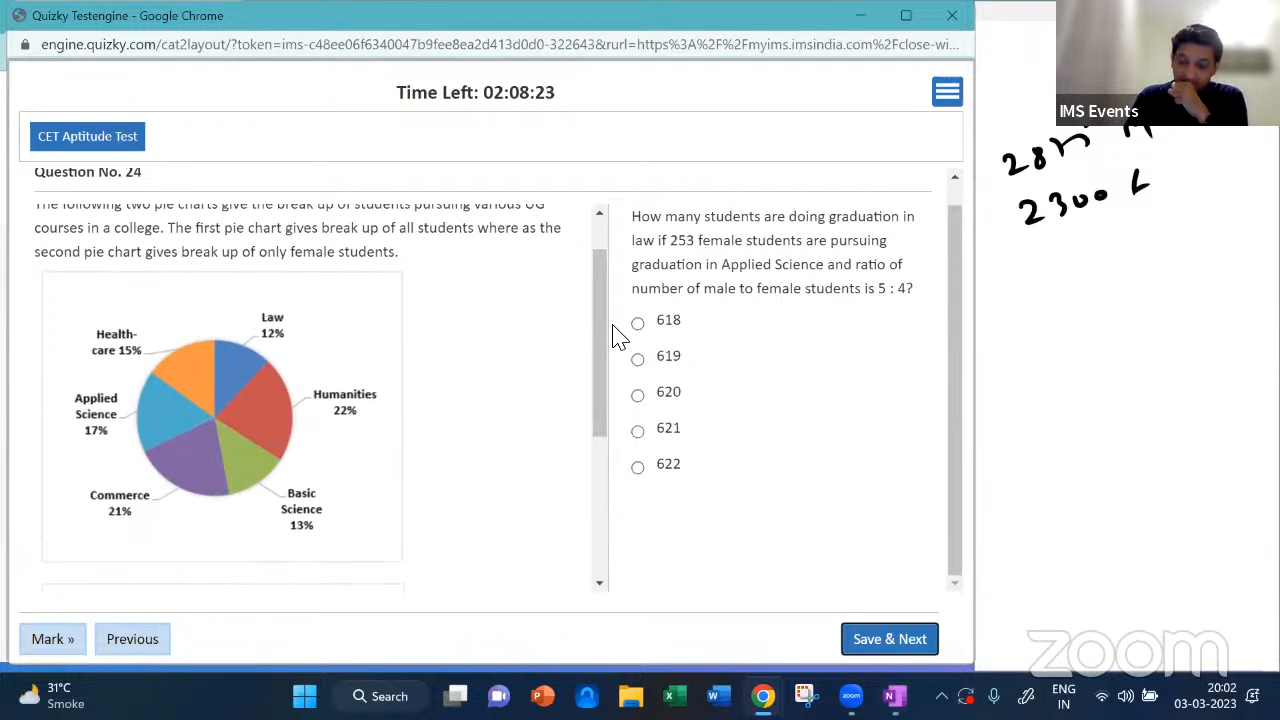 Quizky Testengine - Google Chrome
engine.quizky.com/cat2layout/?token=ims-c48ee06f6340047b9fee8ea2d413d0d0-322643&rurl=https%3A%2F%2Fmyims.imsindia.com%2Fclose-wi...
Time Left: 02:08:23
CET Aptitude Test
Question No. 24
The following two pie charts give the break up of students pursuing various UG
courses in a college. The first pie chart gives break up of all students where as the
second pie chart gives break up of only female students.
Law
12%
Health-
care 15%
Humanities
22%
Applied
Science
17%
Commerce
21%
Basic
Science
13%
How many students are doing graduation in
law if 253 female students are pursuing
graduation in Applied Science and ratio of
number of male to female students is 5 : 4?
618
619
620
621
622
Mark »
Previous
Save & Next
IMS Events
2875
2300
zoom
31°C
Smoke
Search
zoom
ENG
IN
20:02
03-03-2023